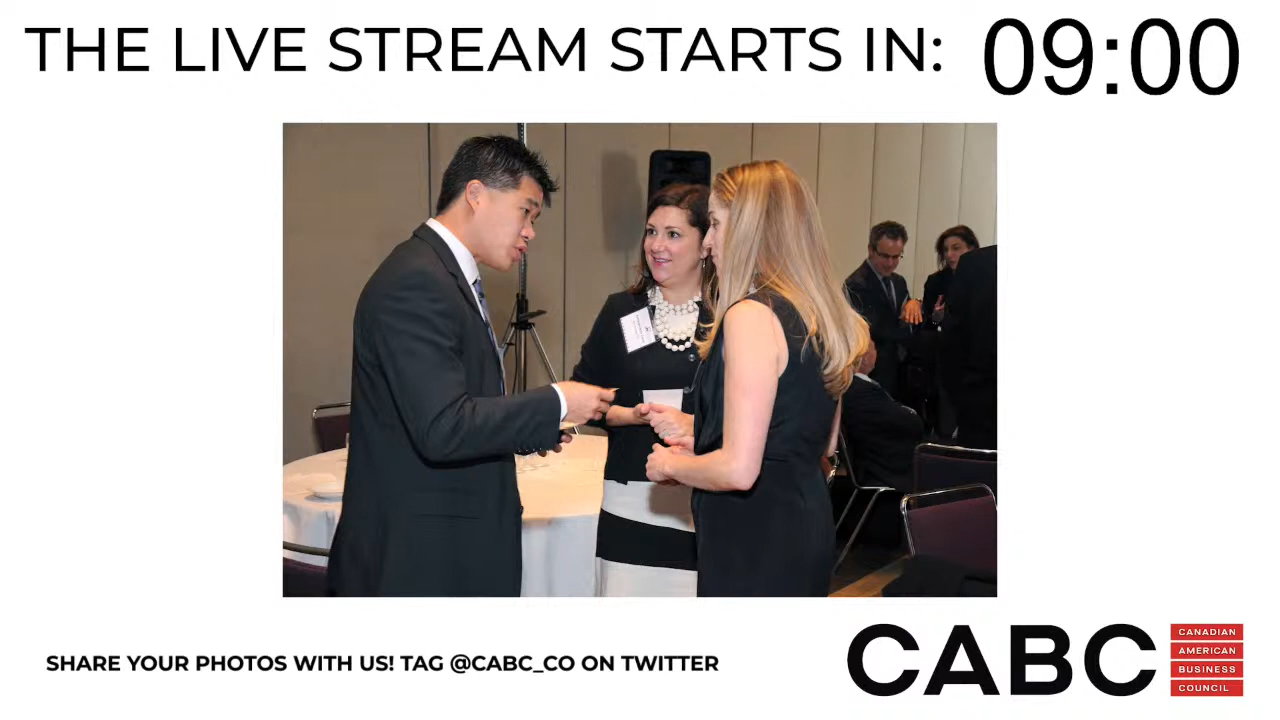 THE LIVE STREAM STARTS IN: 09:00
SHARE YOUR PHOTOS WITH US! TAG @CABC_CO ON TWITTER
CABC
CANADIAN
AMERICAN
BUSINESS
COUNCIL